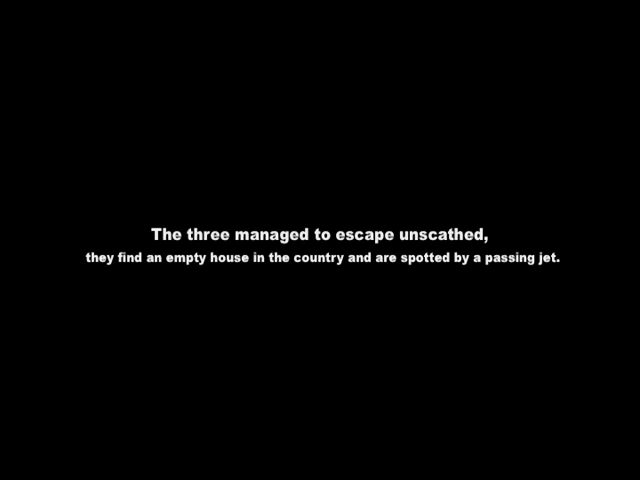 The three managed to escape unscathed,
they find an empty house in the country and are spotted by a passing jet.